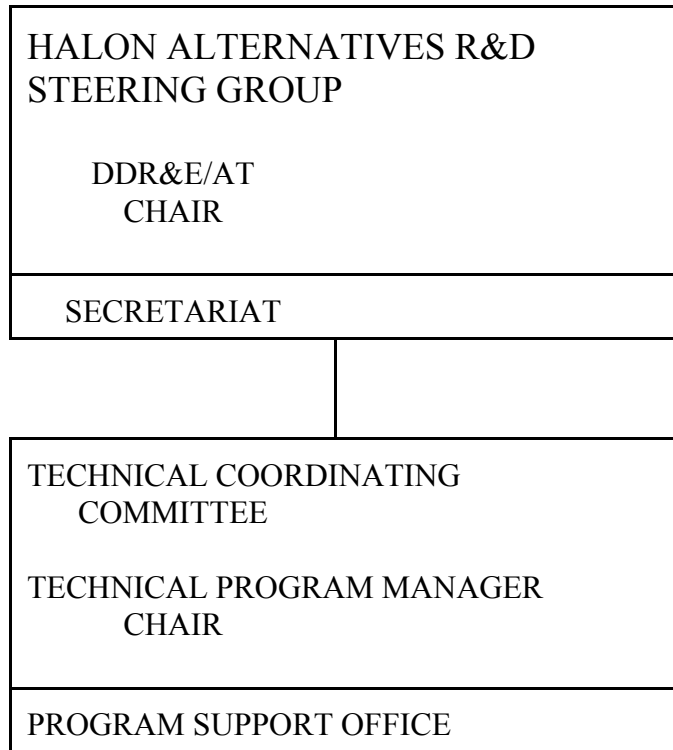 HALON ALTERNATIVES R&D
STEERING GROUP
DDR&E/AT
CHAIR
SECRETARIAT
TECHNICAL COORDINATING
COMMITTEE
TECHNICAL PROGRAM MANAGER
CHAIR
PROGRAM SUPPORT OFFICE